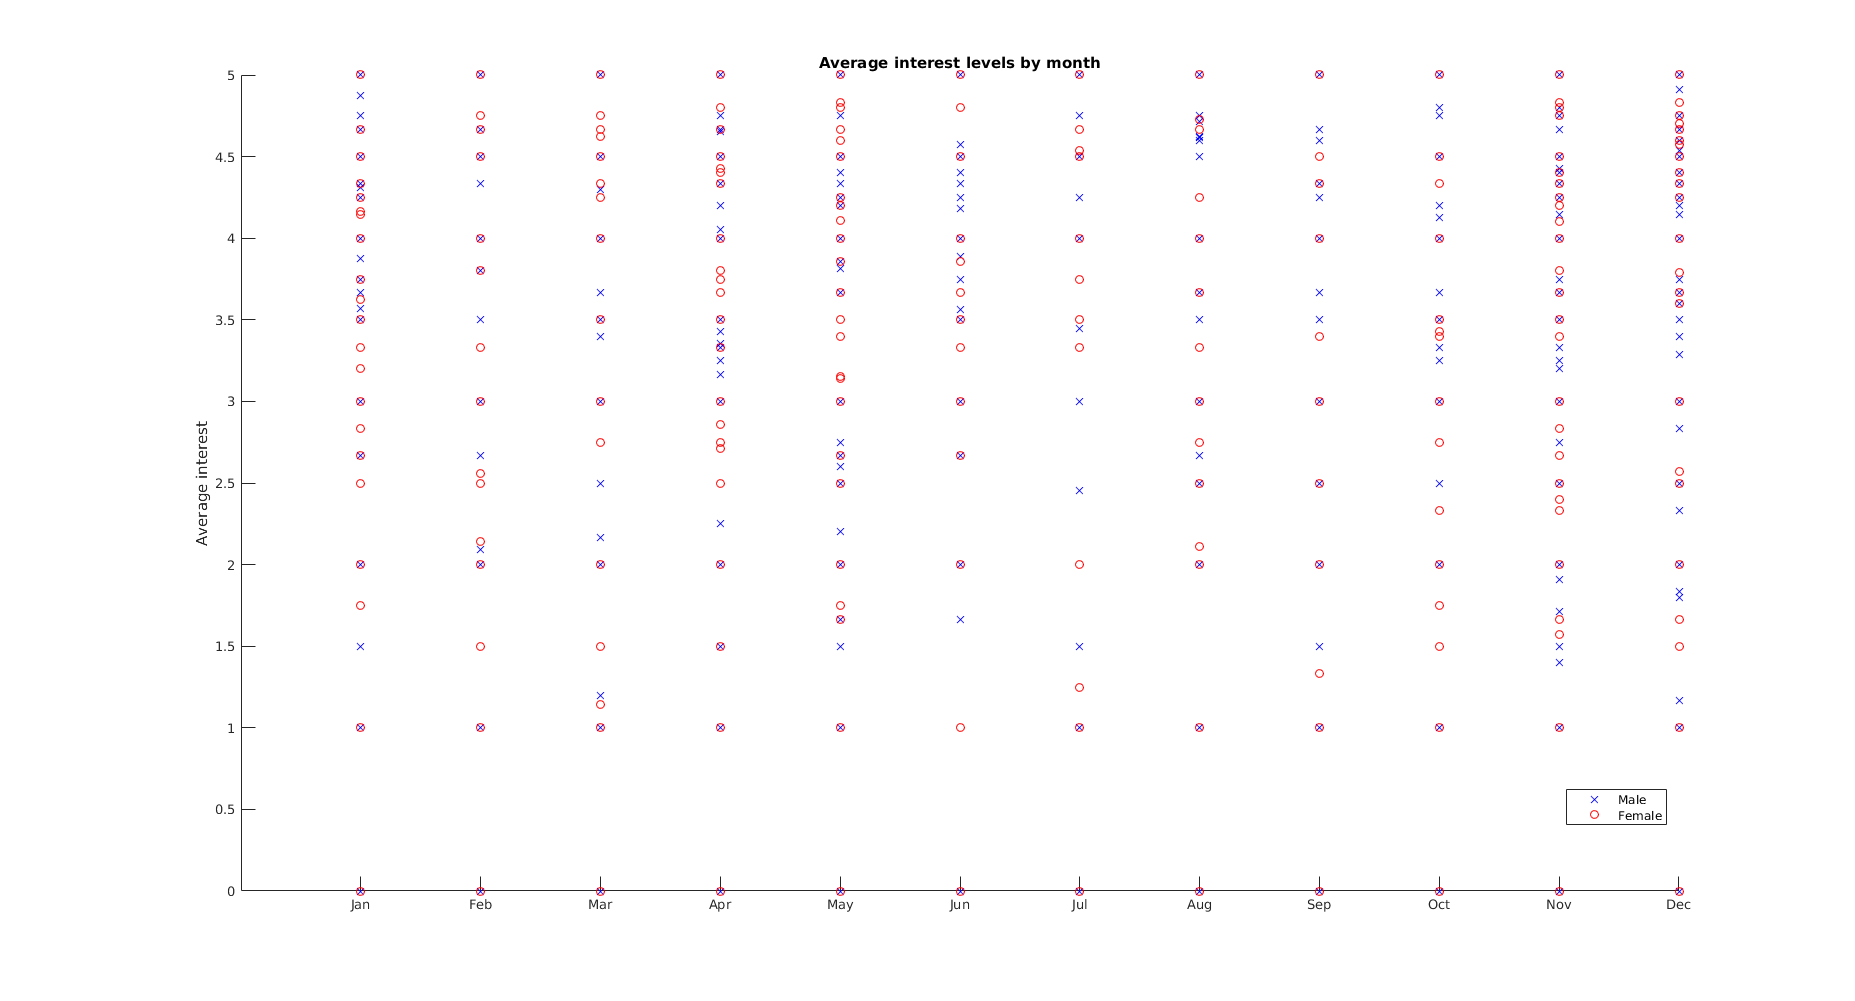 Average interest levels by month
5
4.5
4
3.5
3
2.5
2
1.5
1
0.5
0
Average interest
Male
Female
Jan Feb Mar Apr May Jun Jul Aug Sep Oct Nov Dec